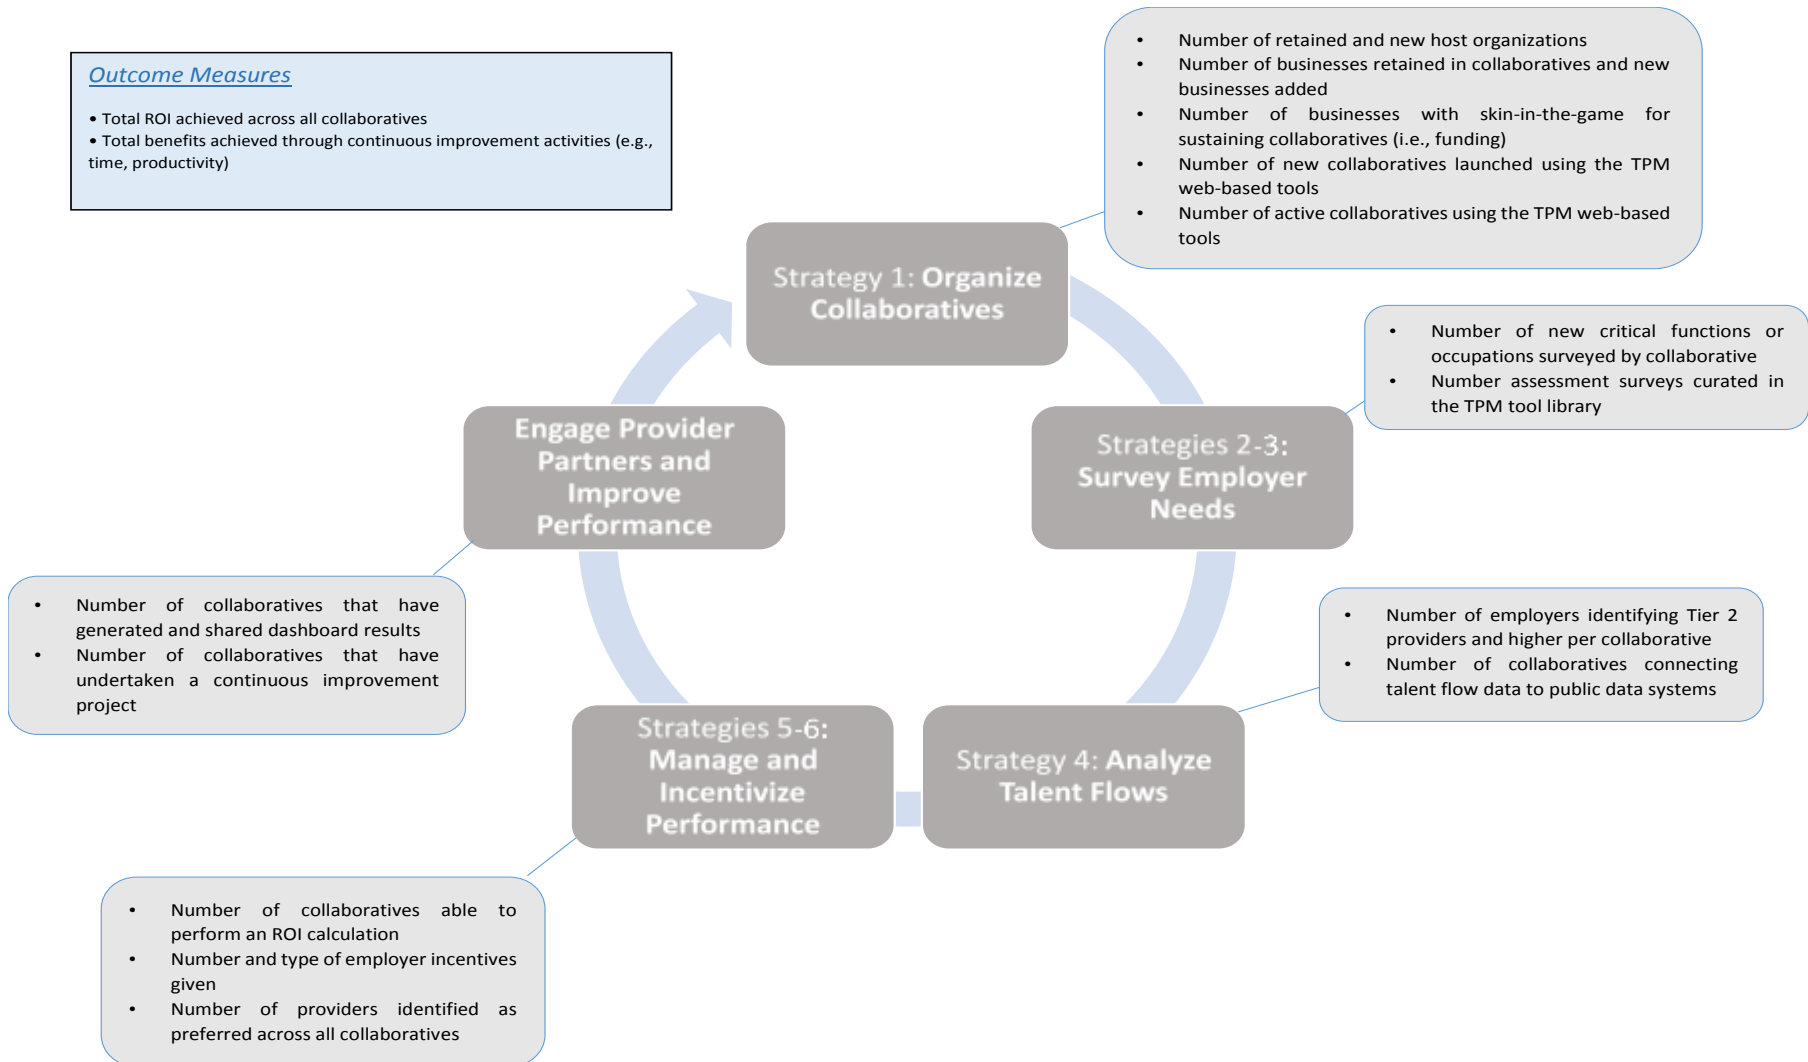 Outcome Measures
• Total ROI achieved across all collaboratives
• Total benefits achieved through continuous improvement activities (e.g.,
time, productivity)
• Number of retained and new host organizations
• Number of businesses retained in collaboratives and new
businesses added
• Number of businesses with skin-in-the-game for
sustaining collaboratives (i.e., funding)
• Number of new collaboratives launched using the TPM
web-based tools
• Number of active collaboratives using the TPM web-based
tools
Strategy 1: Organize
Collaboratives
• Number of new critical functions or
occupations surveyed by collaborative
• Number assessment surveys curated in
the TPM tool library
Strategies 2-3:
Survey Employer
Needs
• Number of employers identifying Tier 2
providers and higher per collaborative
• Number of collaboratives connecting
talent flow data to public data systems
Strategy 4: Analyze
Talent Flows
Strategies 5-6:
Manage and
Incentivize
Performance
• Number of collaboratives able to
perform an ROI calculation
• Number and type of employer incentives
given
• Number of providers identified as
preferred across all collaboratives
Engage Provider
Partners and
Improve
Performance
• Number of collaboratives that have
generated and shared dashboard results
• Number of collaboratives that have
undertaken a continuous improvement
project